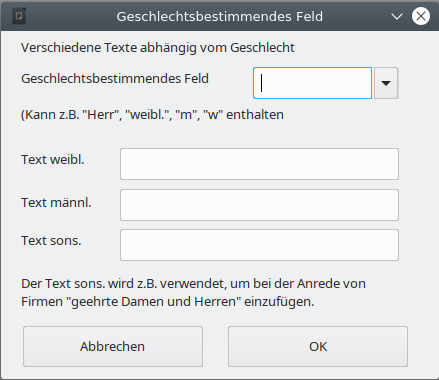 Geschlechtsbestimmendes Feld
Verschiedene Texte abhängig vom Geschlecht
Geschlechtsbestimmendes Feld
(Kann z.B. "Herr", "weibl.", "m", "w" enthalten
Text weibl.
Text männl.
Text sons.
Der Text sons. wird z.B. verwendet, um bei der Anrede von
Firmen "geehrte Damen und Herren" einzufügen.
Abbrechen OK